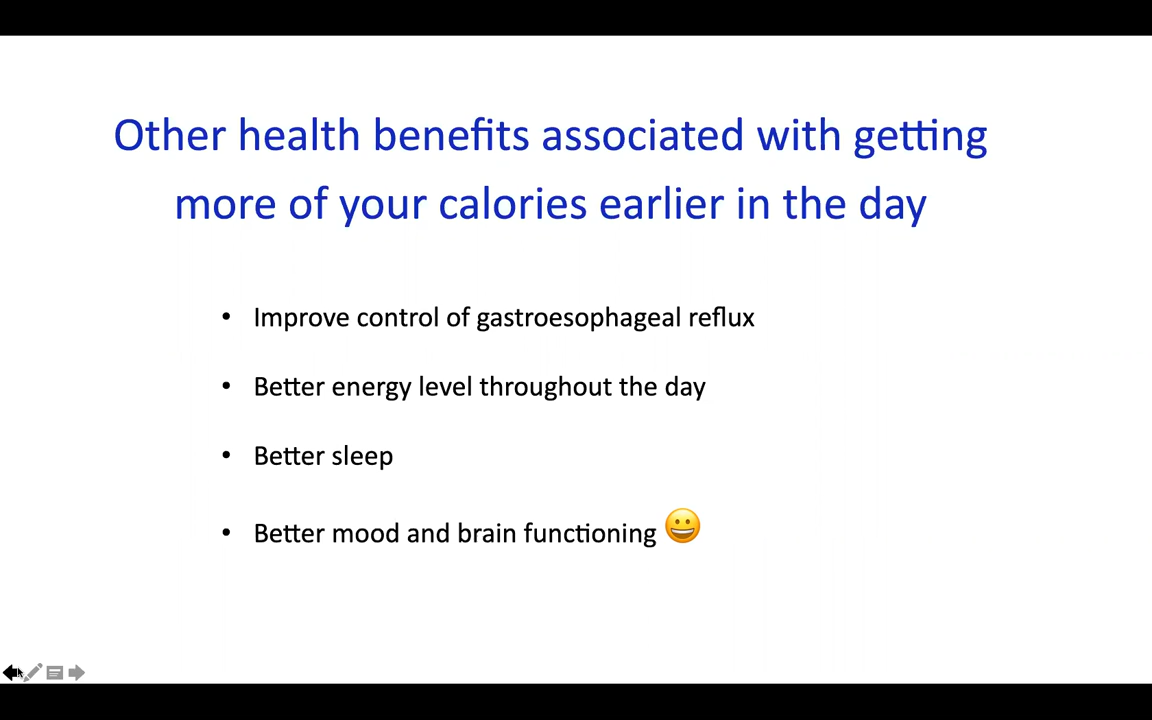 Other health benefits associated with getting
more of your calories earlier in the day
• Improve control of gastroesophageal reflux
• Better energy level throughout the day
• Better sleep
• Better mood and brain functioning 😀